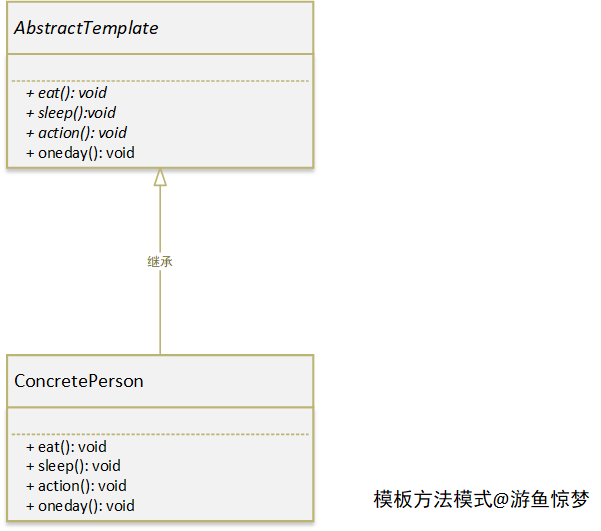 AbstractTemplate
+ eat(): void
+ sleep():void
+ action(): void
+ oneday(): void
继承
ConcretePerson
+ eat(): void
+ sleep(): void
+ action(): void
+ oneday(): void
模板方法模式@游鱼惊梦